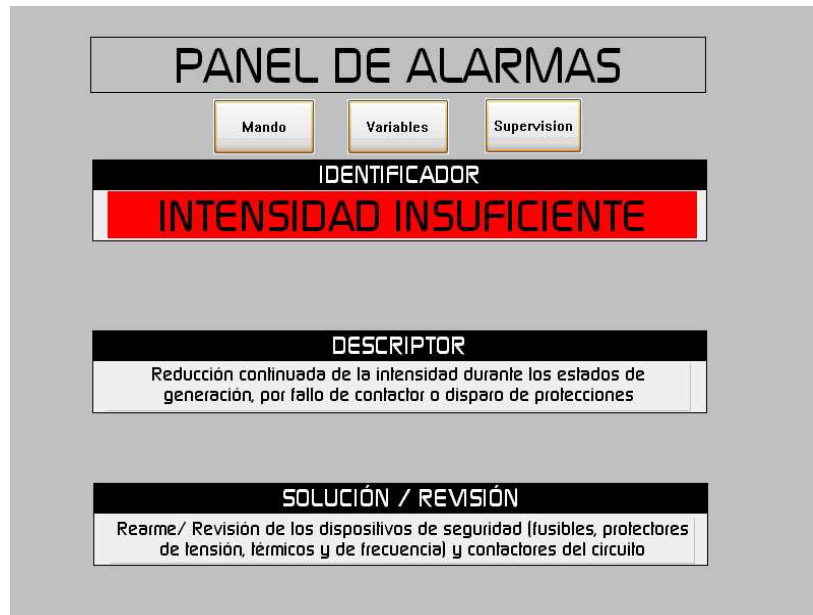 PANEL DE ALARMAS
Mando
Variables
Supervision
IDENTIFICADOR
INTENSIDAD INSUFICIENTE
DESCRIPTOR
Reducción continuada de la intensidad durante los estados de
generación, por fallo de contactor o disparo de protecciones
SOLUCIÓN / REVISIÓN
Rearme/ Revisión de los dispositivos de seguridad (fusibles, protectores
de tensión, térmicos y de frecuencia) y contactores del circuito